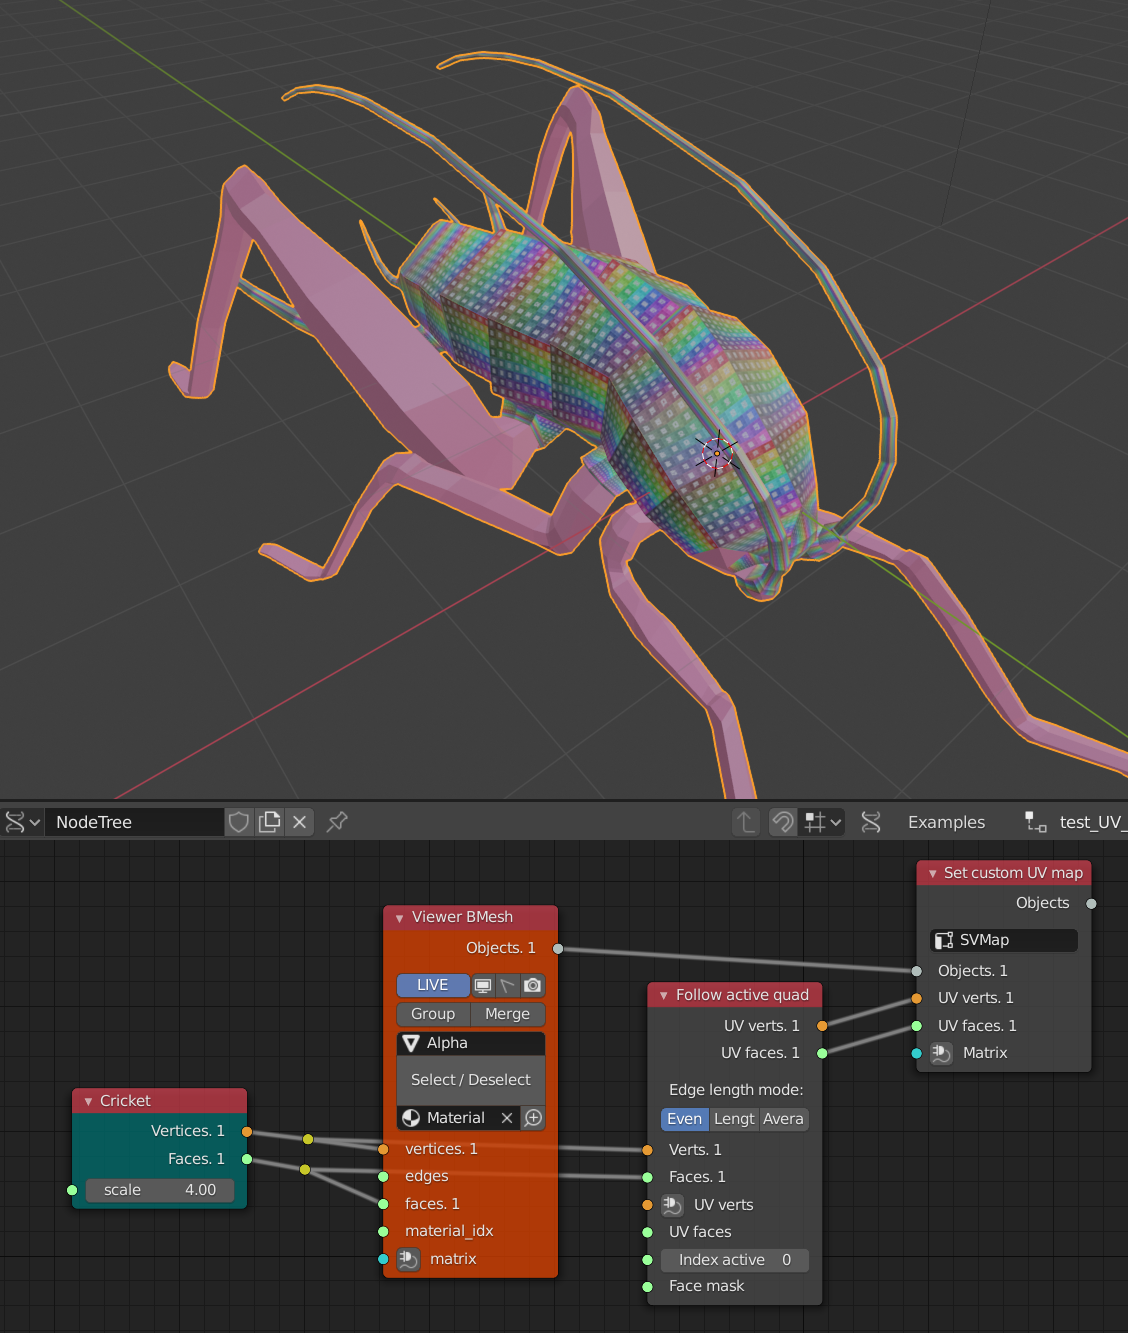 NodeTree
Examples
test_UV_
Set custom UV map
Objects
SVMap
Objects. 1
UV verts. 1
UV faces. 1
Matrix
Viewer BMesh
Objects. 1
LIVE
Group Merge
Alpha
Select / Deselect
Material
vertices. 1
edges
faces. 1
material_idx
matrix
Follow active quad
UV verts. 1
UV faces. 1
Edge length mode:
Even Lengt Avera
Verts. 1
Faces. 1
UV verts
UV faces
Index active 0
Face mask
Cricket
Vertices. 1
Faces. 1
scale 4.00